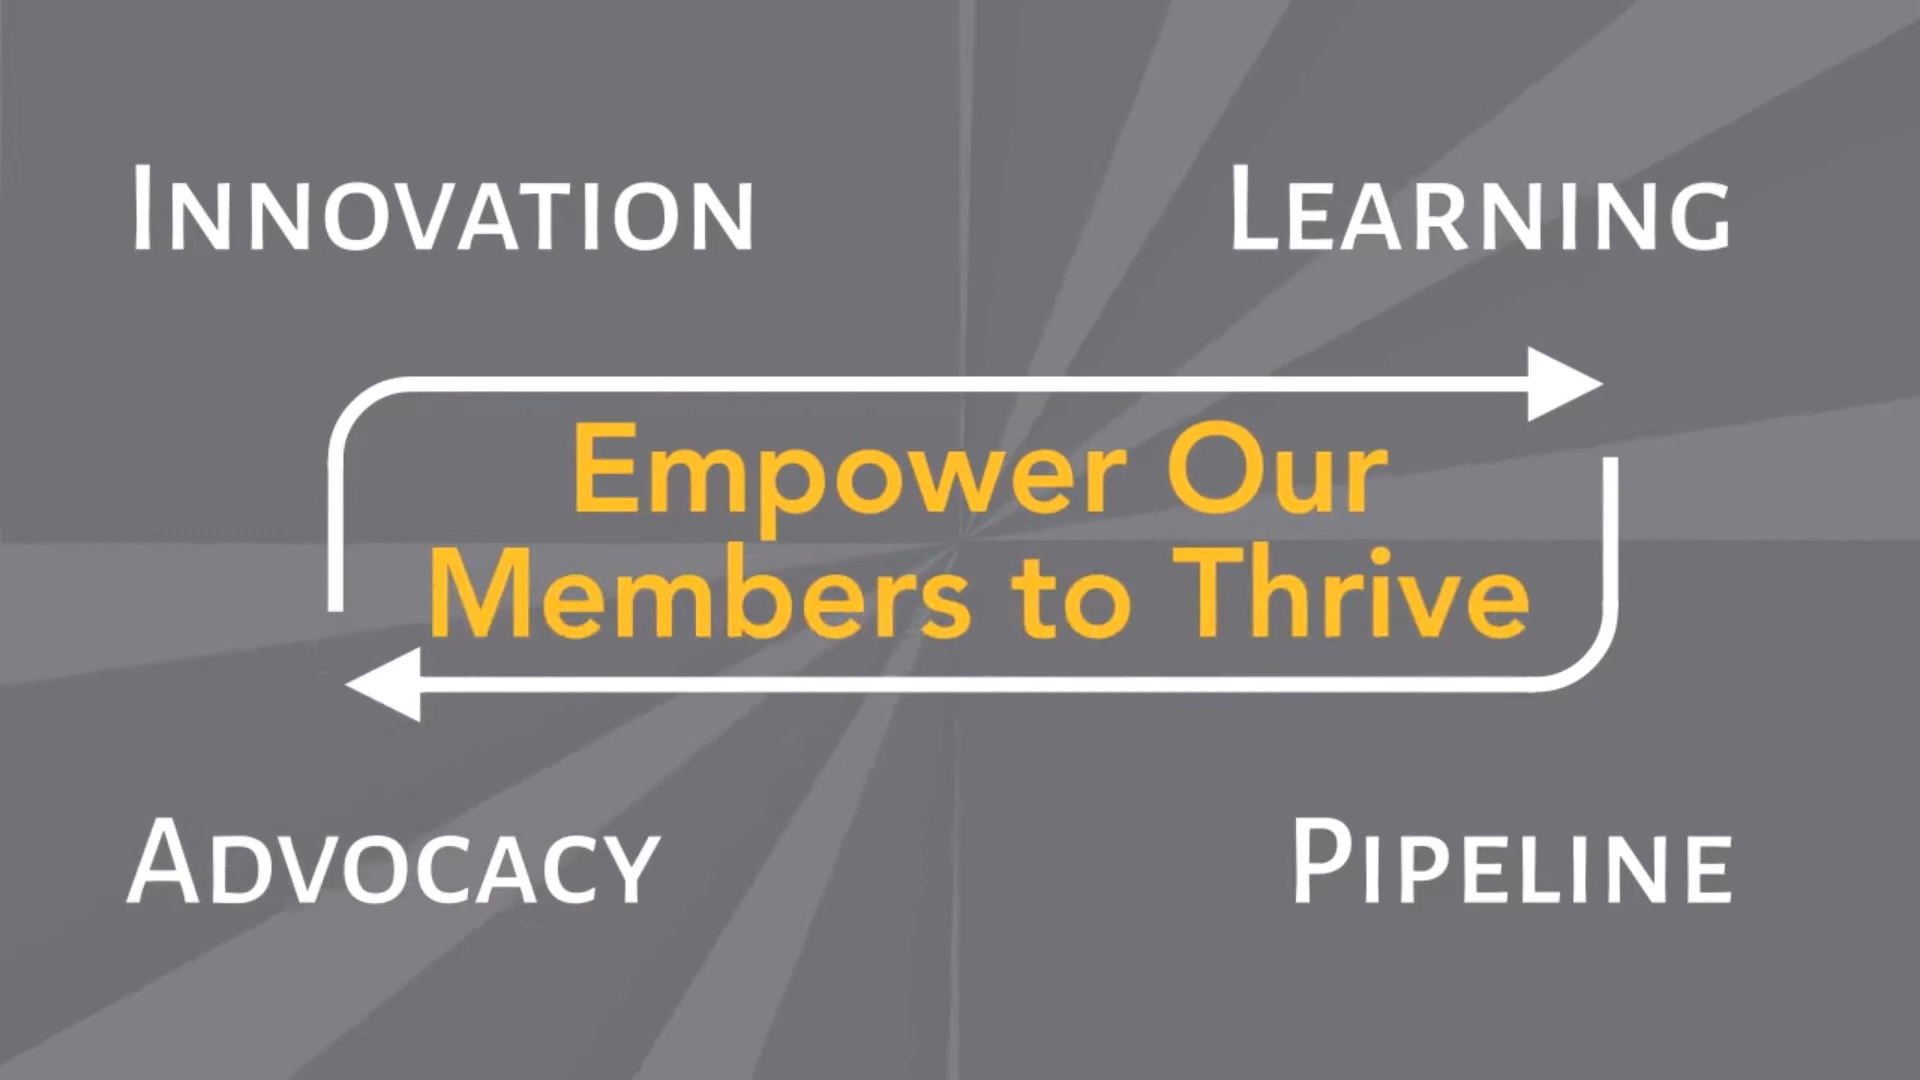 Innovation
Learning
Empower Our
Members to Thrive
Advocacy
Pipeline